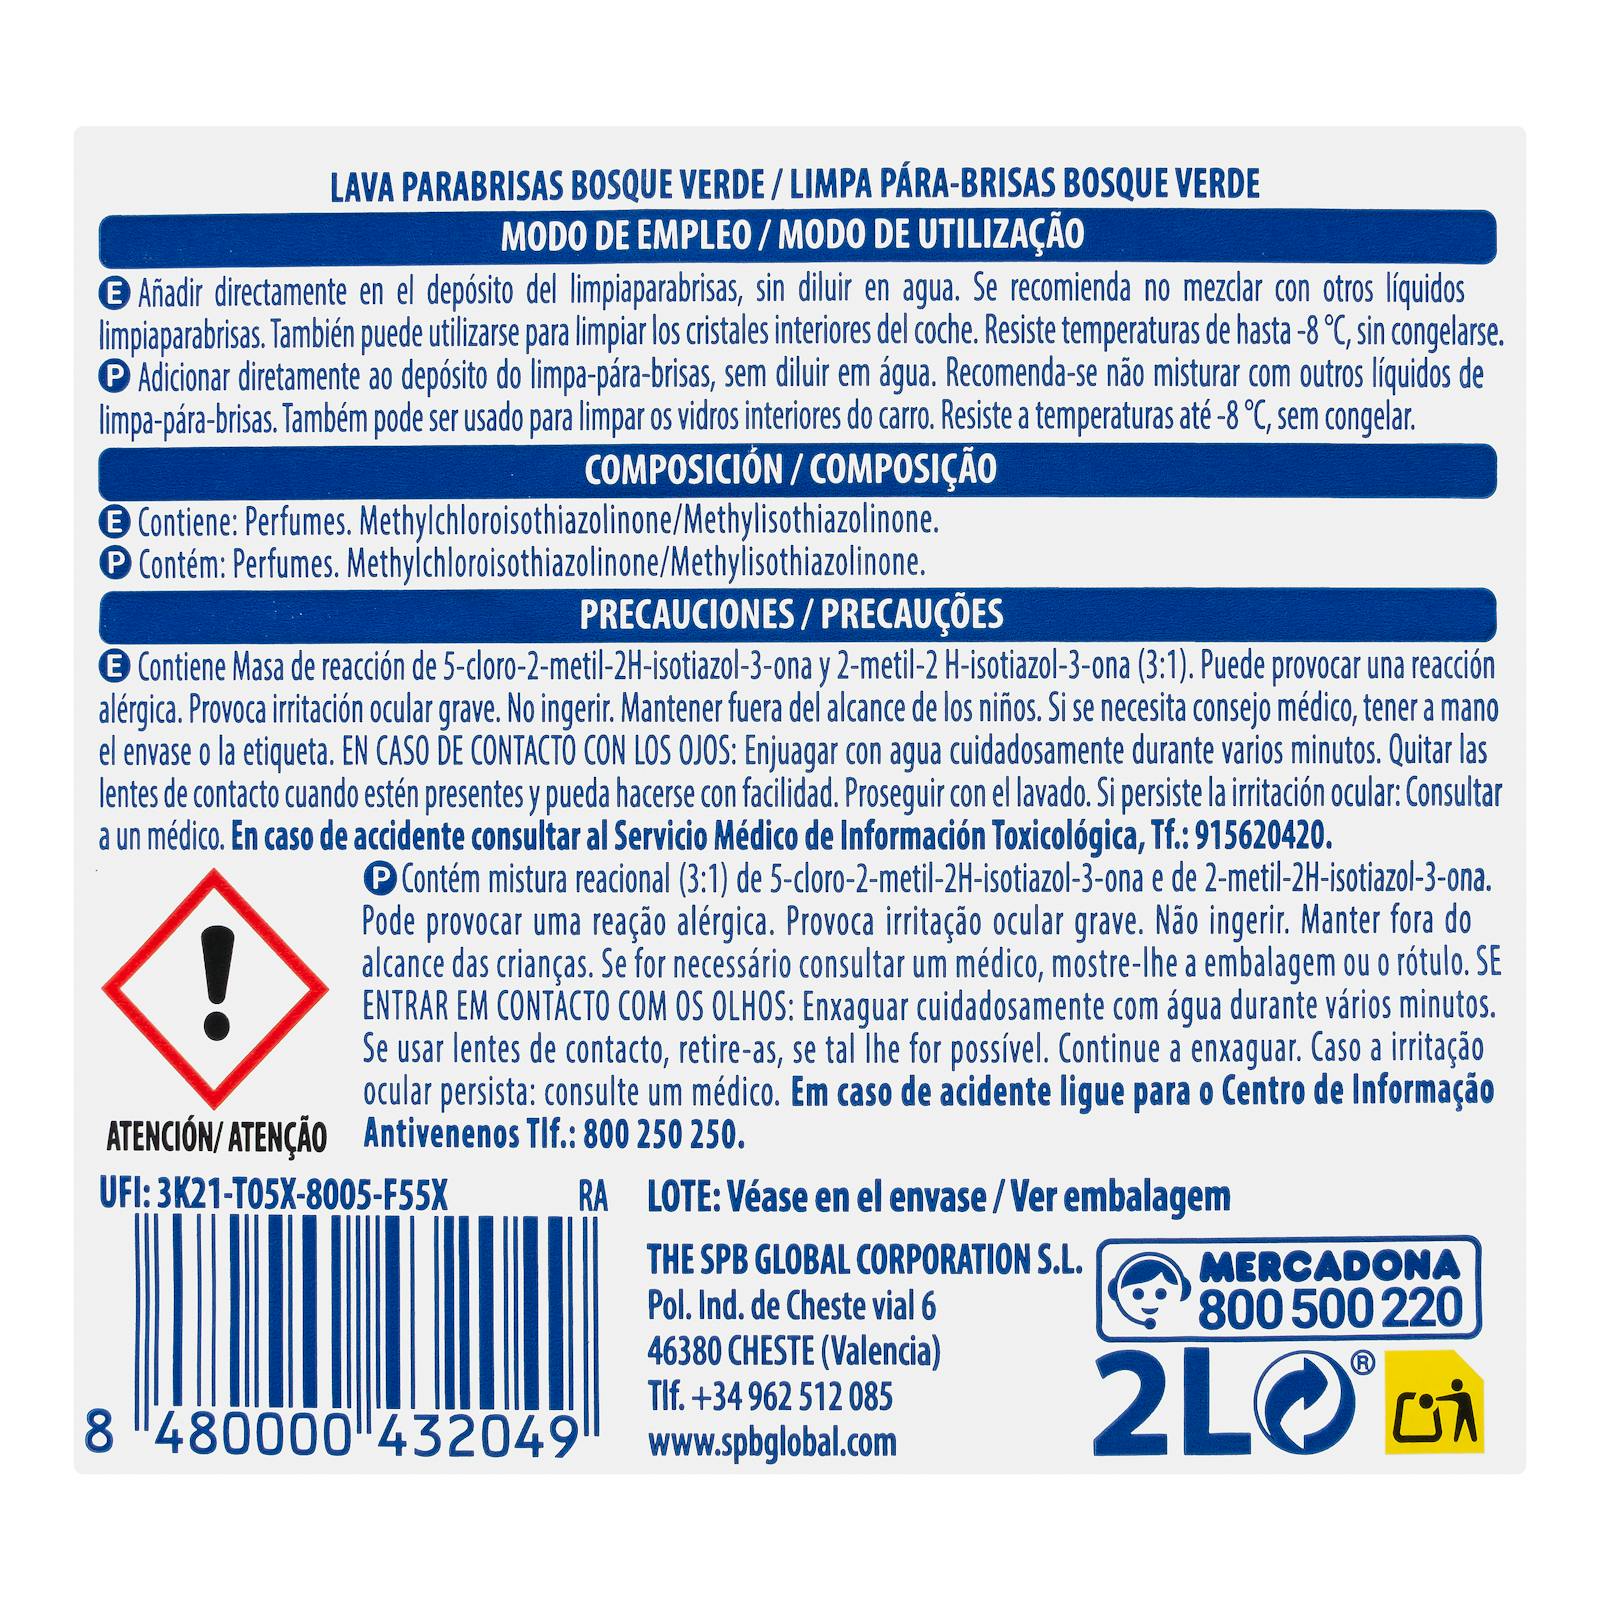 LAVA PARABRISAS BOSQUE VERDE / LIMPA PÁRA-BRISAS BOSQUE VERDE
MODO DE EMPLEO / MODO DE UTILIZAÇÃO
E Añadir directamente en el depósito del limpiaparabrisas, sin diluir en agua. Se recomienda no mezclar con otros líquidos
limpiaparabrisas. También puede utilizarse para limpiar los cristales interiores del coche. Resiste temperaturas de hasta -8 °C, sin congelarse.
P Adicionar diretamente ao depósito do limpa-pára-brisas, sem diluir em água. Recomenda-se não misturar com outros líquidos de
limpa-pára-brisas. Também pode ser usado para limpar os vidros interiores do carro. Resiste a temperaturas até -8 °C, sem congelar.
COMPOSICIÓN / COMPOSIÇÃO
E Contiene: Perfumes. Methylchloroisothiazolinone/Methylisothiazolinone.
P Contém: Perfumes. Methylchloroisothiazolinone/Methylisothiazolinone.
PRECAUCIONES / PRECAUÇÕES
E Contiene Masa de reacción de 5-cloro-2-metil-2H-isotiazol-3-ona y 2-metil-2 H-isotiazol-3-ona (3:1). Puede provocar una reacción
alérgica. Provoca irritación ocular grave. No ingerir. Mantener fuera del alcance de los niños. Si se necesita consejo médico, tener a mano
el envase o la etiqueta. EN CASO DE CONTACTO CON LOS OJOS: Enjuagar con agua cuidadosamente durante varios minutos. Quitar las
lentes de contacto cuando estén presentes y pueda hacerse con facilidad. Proseguir con el lavado. Si persiste la irritación ocular: Consultar
a un médico. En caso de accidente consultar al Servicio Médico de Información Toxicológica, Tf.: 915620420.
P Contém mistura reacional (3:1) de 5-cloro-2-metil-2H-isotiazol-3-ona e de 2-metil-2H-isotiazol-3-ona.
Pode provocar uma reação alérgica. Provoca irritação ocular grave. Não ingerir. Manter fora do
alcance das crianças. Se for necessário consultar um médico, mostre-lhe a embalagem ou o rótulo. SE
ENTRAR EM CONTACTO COM OS OLHOS: Enxaguar cuidadosamente com água durante vários minutos.
Se usar lentes de contacto, retire-as, se tal lhe for possível. Continue a enxaguar. Caso a irritação
ocular persista: consulte um médico. Em caso de acidente ligue para o Centro de Informação
Antivenenos Tlf.: 800 250 250.
ATENCIÓN/ ATENÇÃO
UFI: 3K21-T05X-8005-F55X RA
8 480000 432049
LOTE: Véase en el envase / Ver embalagem
THE SPB GLOBAL CORPORATION S.L.
Pol. Ind. de Cheste vial 6
46380 CHESTE (Valencia)
Tlf. +34 962 512 085
www.spbglobal.com
MERCADONA
800 500 220
2L ®